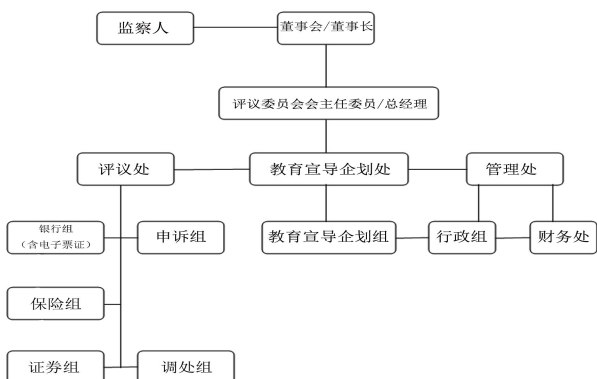 监察人
董事会/董事长
评议委员会会主任委员/总经理
评议处
教育宣导企划处
管理处
银行组
（含电子票证）
申诉组
教育宣导企划组
行政组
财务处
保险组
证券组
调处组